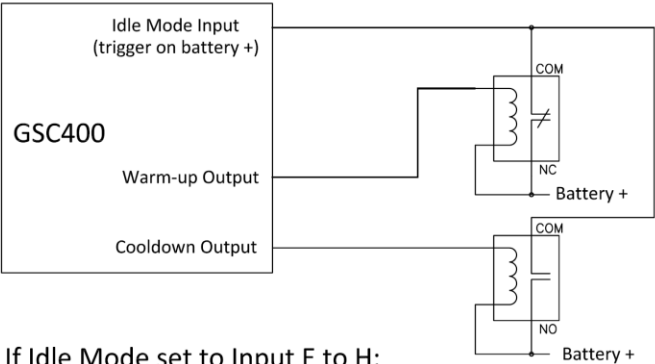 Idle Mode Input
(trigger on battery +)
COM
GSC400
NC
Warm-up Output
Battery +
COM
Cooldown Output
NO
Battery +
If Idle Mode set to Input E to H: